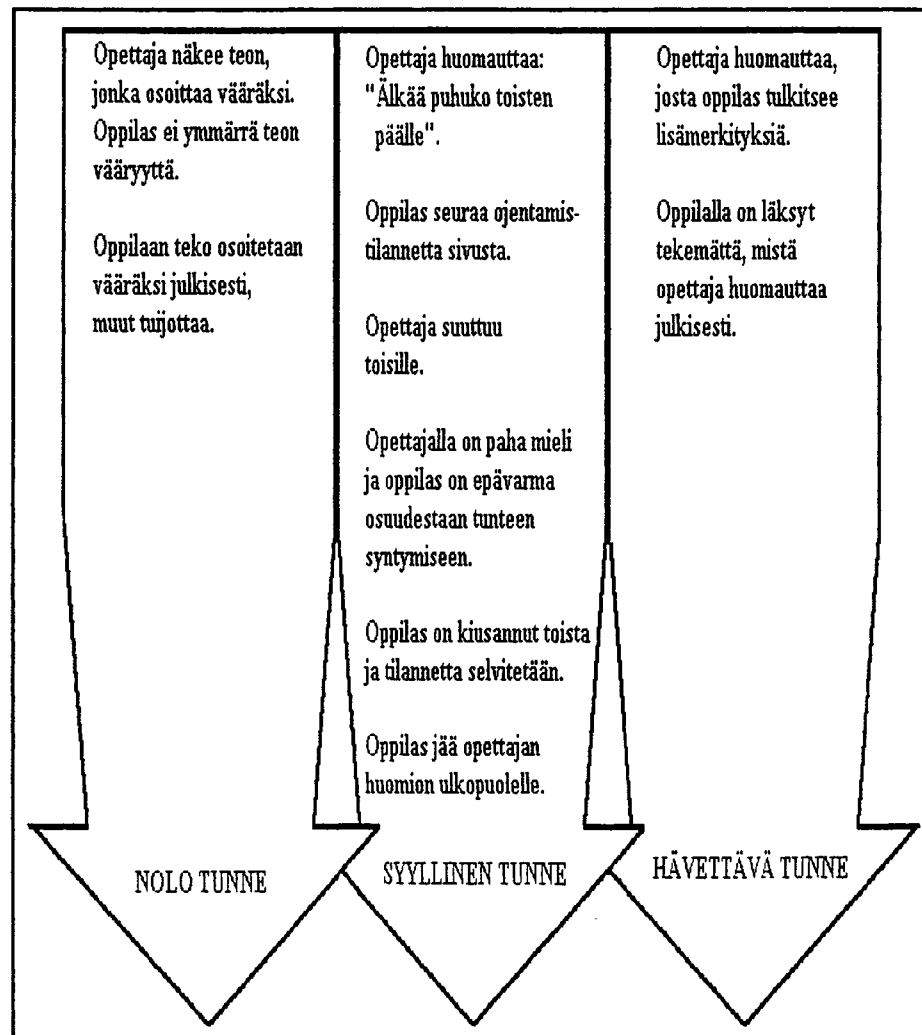 Opettaja näkee teon,
jonka osoittaa vääräksi.
Oppilas ei ymmärrä teon
vääryyttä.
Oppilaan teko osoitetaan
vääräksi julkisesti,
muut tuijottaa.
Opettaja huomauttaa:
"Älkää puhuko toisten
päälle".
Oppilas seuraa ojentamis-
tilannetta sivusta.
Opettaja suuttuu
toisille.
Opettajalla on paha mieli
ja oppilas on epävarma
osuudestaan tunteen
syntymiseen.
Oppilas on kiusannut toista
ja tilannetta selvitetään.
Oppilas jää opettajan
huomion ulkopuolelle.
Opettaja huomauttaa,
josta oppilas tulkitsee
lisämerkityksiä.
Oppilalla on läksyt
tekemättä, mistä
opettaja huomauttaa
julkisesti.
NOLO TUNNE
SYYLLINEN TUNNE
HÄVETTÄVÄ TUNNE